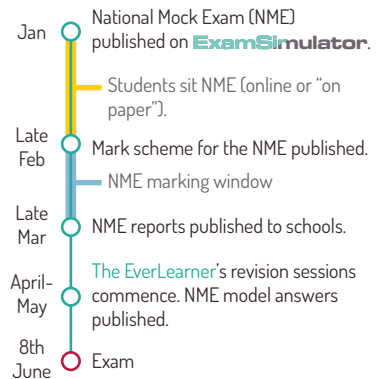 Jan
National Mock Exam (NME)
published on ExamSimulator.
Students sit NME (online or “on
paper”).
Late
Feb
Mark scheme for the NME published.
NME marking window
Late
Mar
NME reports published to schools.
April-
May
The EverLearner’s revision sessions
commence. NME model answers
published.
8th
June
Exam